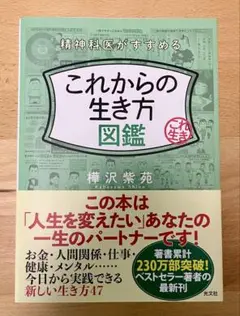 精神科医がすすめる
これからの
生き方
図鑑
これ
生き
樺沢紫苑
Kabasawa Shion
この本は
「人生を変えたい」あなたの
一生のパートナーです!
お金・人間関係・仕事・
健康・メンタル……
今日から実践できる
新しい生き方47
著書累計
230万部突破!
ベストセラー著者の
最新刊
光文社